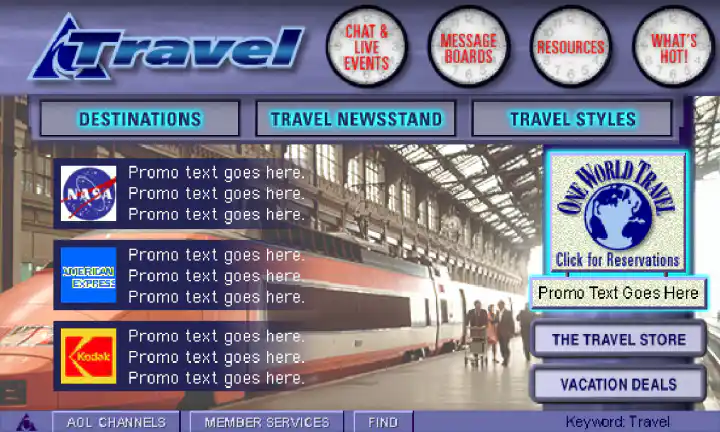 Travel
CHAT &
LIVE
EVENTS
MESSAGE
BOARDS
RESOURCES
WHAT'S
HOT!
DESTINATIONS
TRAVEL NEWSSTAND
TRAVEL STYLES
NASA
Promo text goes here.
Promo text goes here.
Promo text goes here.
AMERICAN
EXPRESS
Promo text goes here.
Promo text goes here.
Promo text goes here.
Kodak
Promo text goes here.
Promo text goes here.
Promo text goes here.
ONE WORLD TRAVEL
Click for Reservations
Promo Text Goes Here
THE TRAVEL STORE
VACATION DEALS
AOL CHANNELS
MEMBER SERVICES
FIND
Keyword: Travel